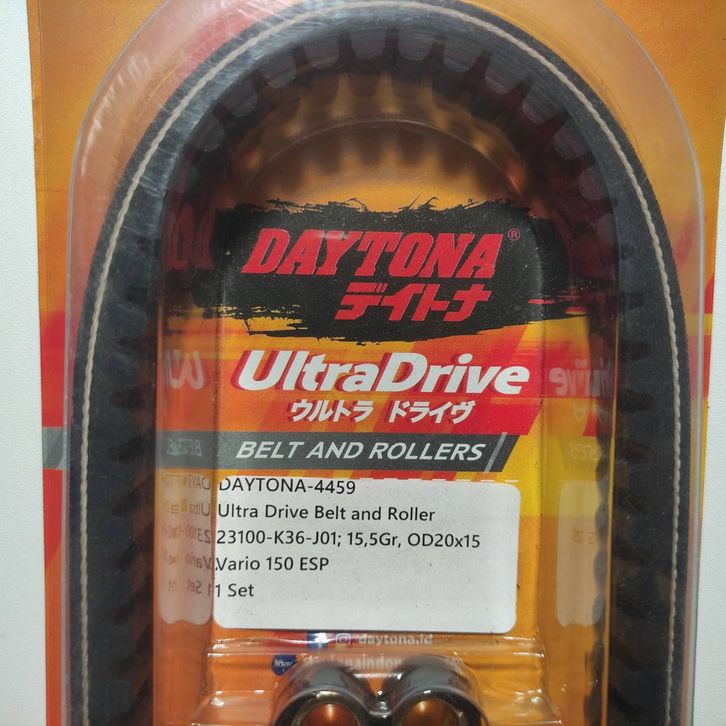 DAYTONA®
デイトナ
UltraDrive
ウルトラ ドライヴ
BELT AND ROLLERS
DAYTONA-4459
Ultra Drive Belt and Roller
23100-K36-J01; 15,5Gr, OD20x15
Vario 150 ESP
1 Set
daytona.id